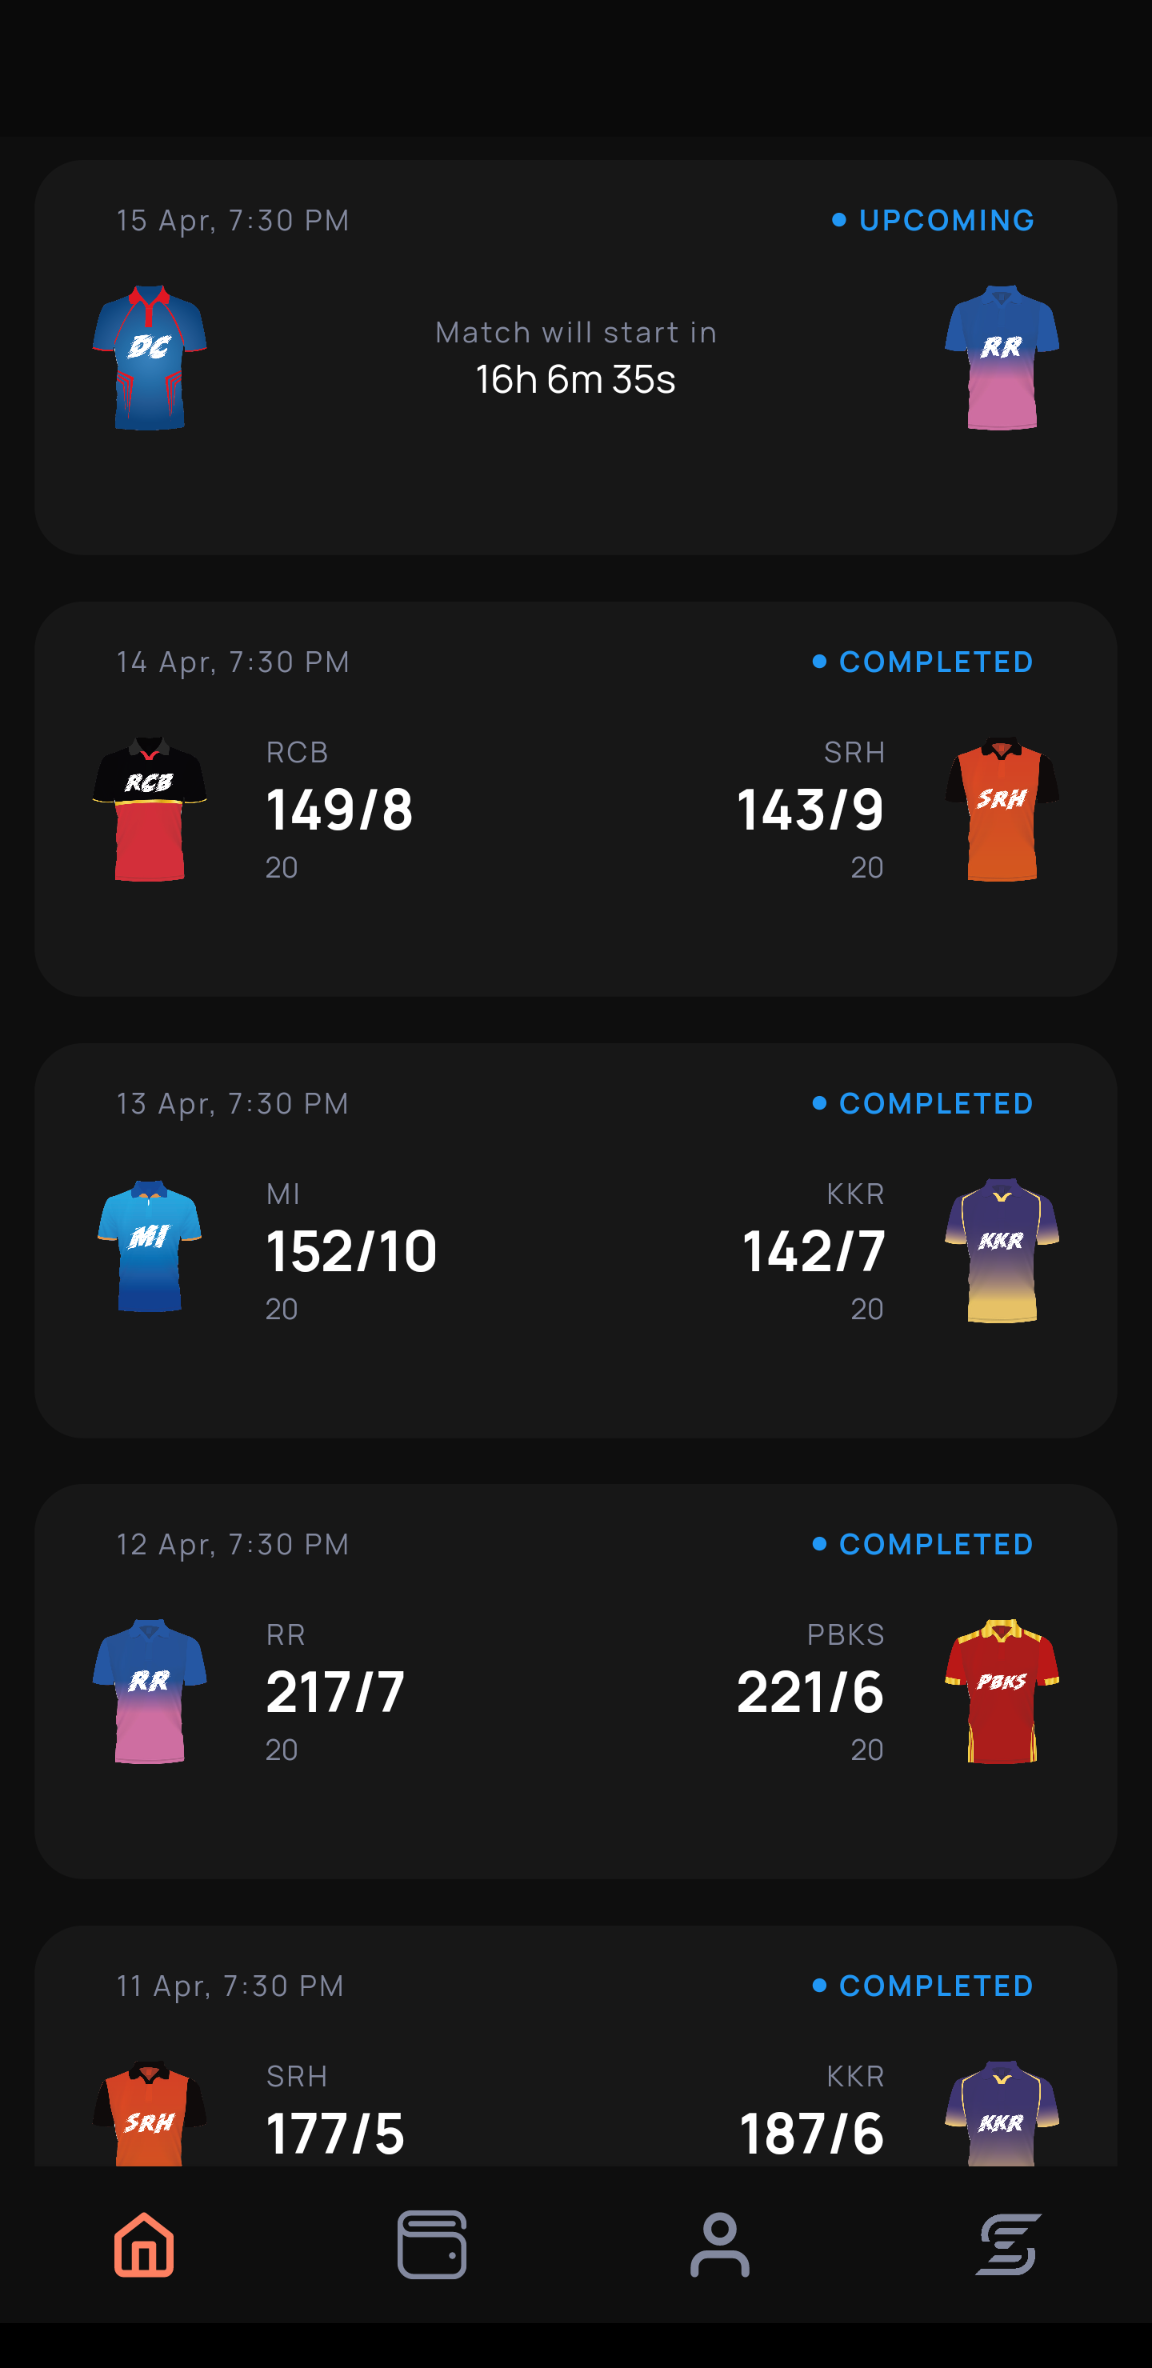 15 Apr, 7:30 PM
UPCOMING
DC
Match will start in
16h 6m 35s
RR
14 Apr, 7:30 PM
COMPLETED
RCB
RCB
149/8
20
SRH
143/9
20
SRH
13 Apr, 7:30 PM
COMPLETED
MI
MI
152/10
20
KKR
142/7
20
KKR
12 Apr, 7:30 PM
COMPLETED
RR
RR
217/7
20
PBKS
221/6
20
PBKS
11 Apr, 7:30 PM
COMPLETED
SRH
SRH
177/5
KKR
187/6
KKR